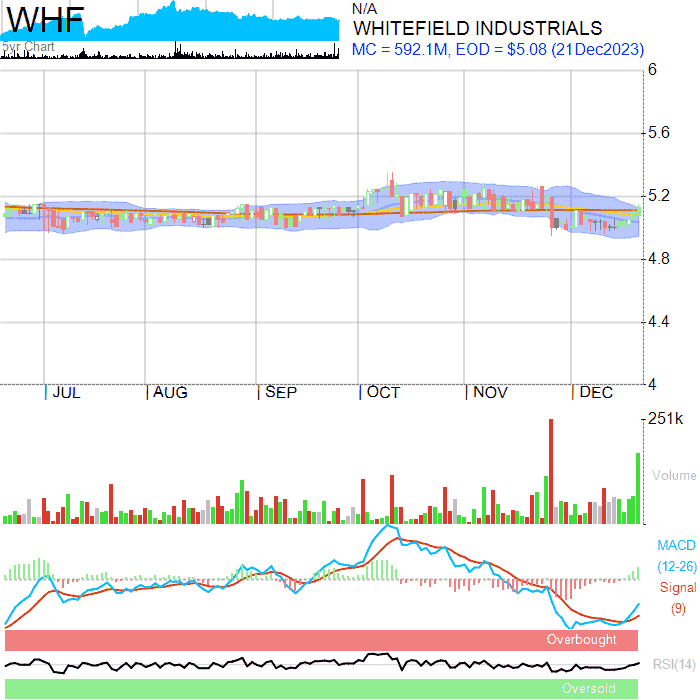 WHF
5yr Chart
N/A
WHITEFIELD INDUSTRIALS
MC = 592.1M, EOD = $5.08 (21Dec2023)
6
5.6
5.2
4.8
4.4
4
JUL AUG SEP OCT NOV DEC
251k
Volume
MACD
(12-26)
Signal
(9)
Overbought
RSI(14)
Oversold